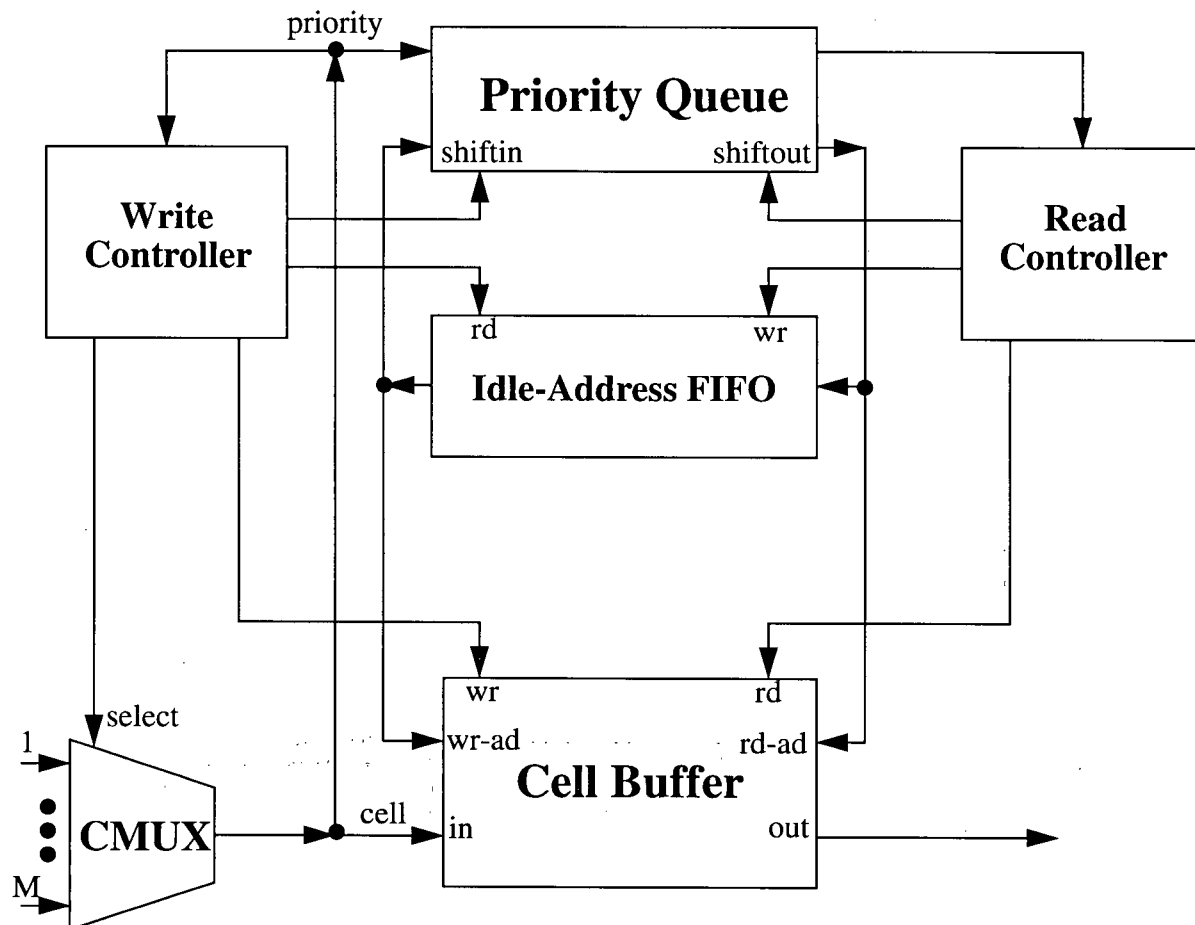 priority
Priority Queue
shiftin
shiftout
Write
Controller
Read
Controller
rd
wr
Idle-Address FIFO
wr
rd
select
wr-ad
rd-ad
1
Cell Buffer
cell
in
out
CMUX
M